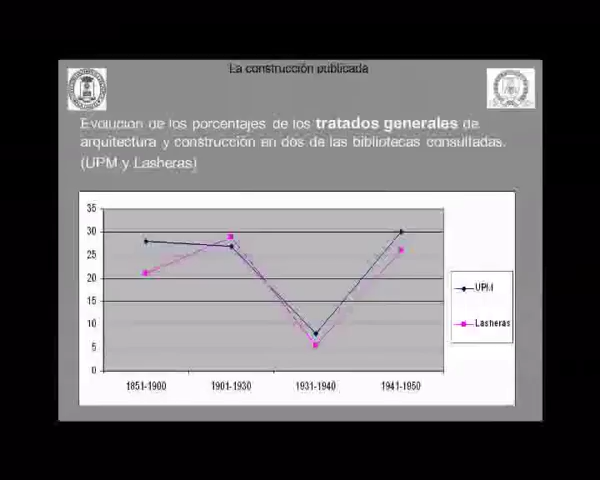 La construcción publicada
Evolución de los porcentajes de los tratados generales de
arquitectura y construcción en dos de las bibliotecas consultadas.
(UPM y Lasheras)
35
30
25
20
15
10
5
0
1851-1900
1901-1930
1931-1940
1941-1950
UPM
Lasheras